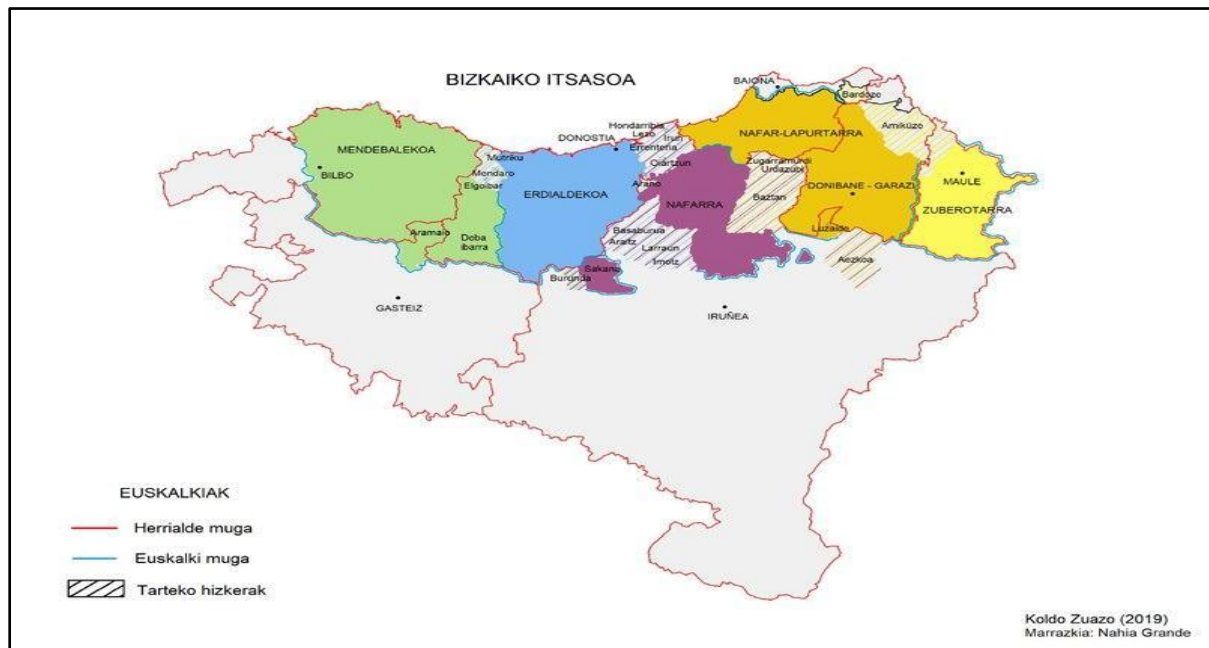 BIZKAIKO ITSASOA
BAIONA
Bardoze
Hondarribia
Lezo
Irun
Amikuze
DONOSTIA
Errenteria
NAFAR-LAPURTARRA
MENDEBALEKOA
Mutriku
Oiartzun
Zugarramurdi
Urdazubi
BILBO
Mendaro
MAULE
Elgoibar
ERDIALDEKOA
Arano
DONIBANE - GARAZI
NAFARRA
Baztan
ZUBEROTARRA
Aramaio
Deba
ibarra
Basaburua
Luzaide
Araitz
Larraun
Imotz
Aezkoa
Sakana
Burunda
GASTEIZ
IRUÑEA
EUSKALKIAK
Herrialde muga
Euskalki muga
Tarteko hizkerak
Koldo Zuazo (2019)
Marrazkia: Nahia Grande